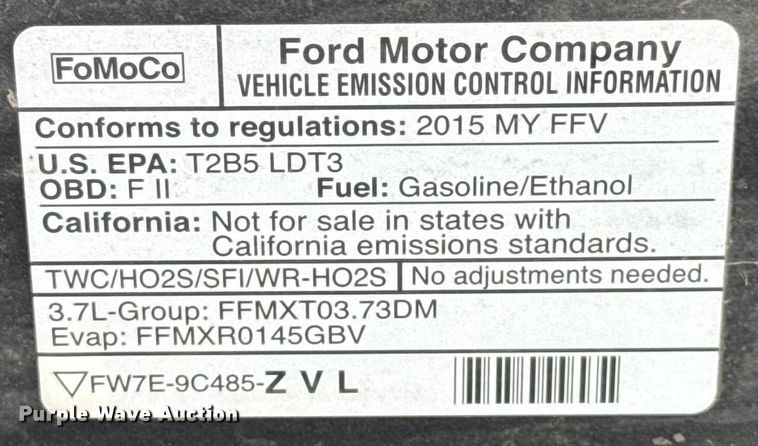 FoMoCo
Ford Motor Company
VEHICLE EMISSION CONTROL INFORMATION
Conforms to regulations: 2015 MY FFV
U.S. EPA: T2B5 LDT3
OBD: F II Fuel: Gasoline/Ethanol
California: Not for sale in states with
California emissions standards.
TWC/HO2S/SFI/WR-HO2S No adjustments needed.
3.7L-Group: FFMXT03.73DM
Evap: FFMXR0145GBV
▽FW7E-9C485-Z V L
Purple Wave Auction